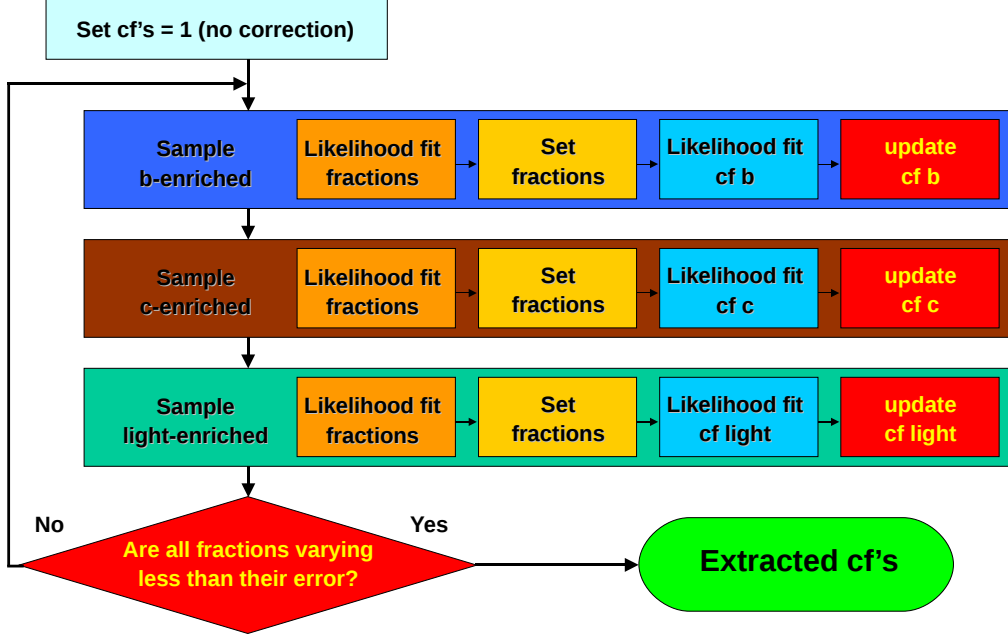 Set cf's = 1 (no correction)
Sample
b-enriched
Likelihood fit
fractions
Set
fractions
Likelihood fit
cf b
update
cf b
Sample
c-enriched
Likelihood fit
fractions
Set
fractions
Likelihood fit
cf c
update
cf c
Sample
light-enriched
Likelihood fit
fractions
Set
fractions
Likelihood fit
cf light
update
cf light
No
Yes
Are all fractions varying
less than their error?
Extracted cf's